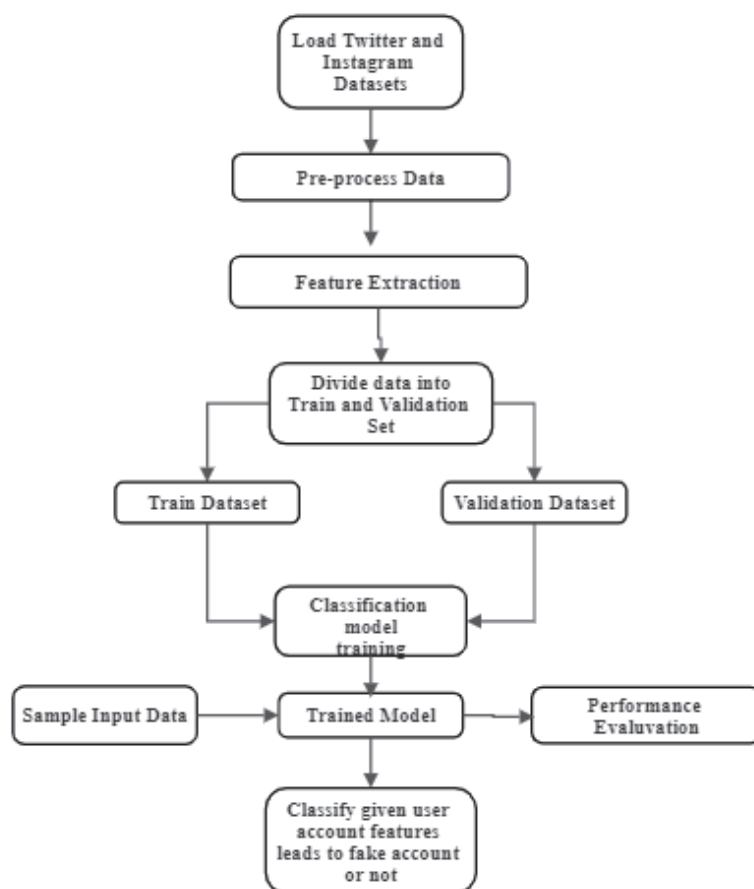 Load Twitter and
Instagram
Datasets
Pre-process Data
Feature Extraction
Divide data into
Train and Validation
Set
Train Dataset
Validation Dataset
Classification
model
training
Sample Input Data
Trained Model
Performance
Evaluvation
Classify given user
account features
leads to fake account
or not